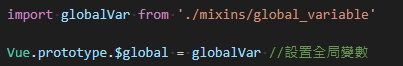 import globalVar from './mixins/global_variable'
Vue.prototype.$global = globalVar //設置全局變數